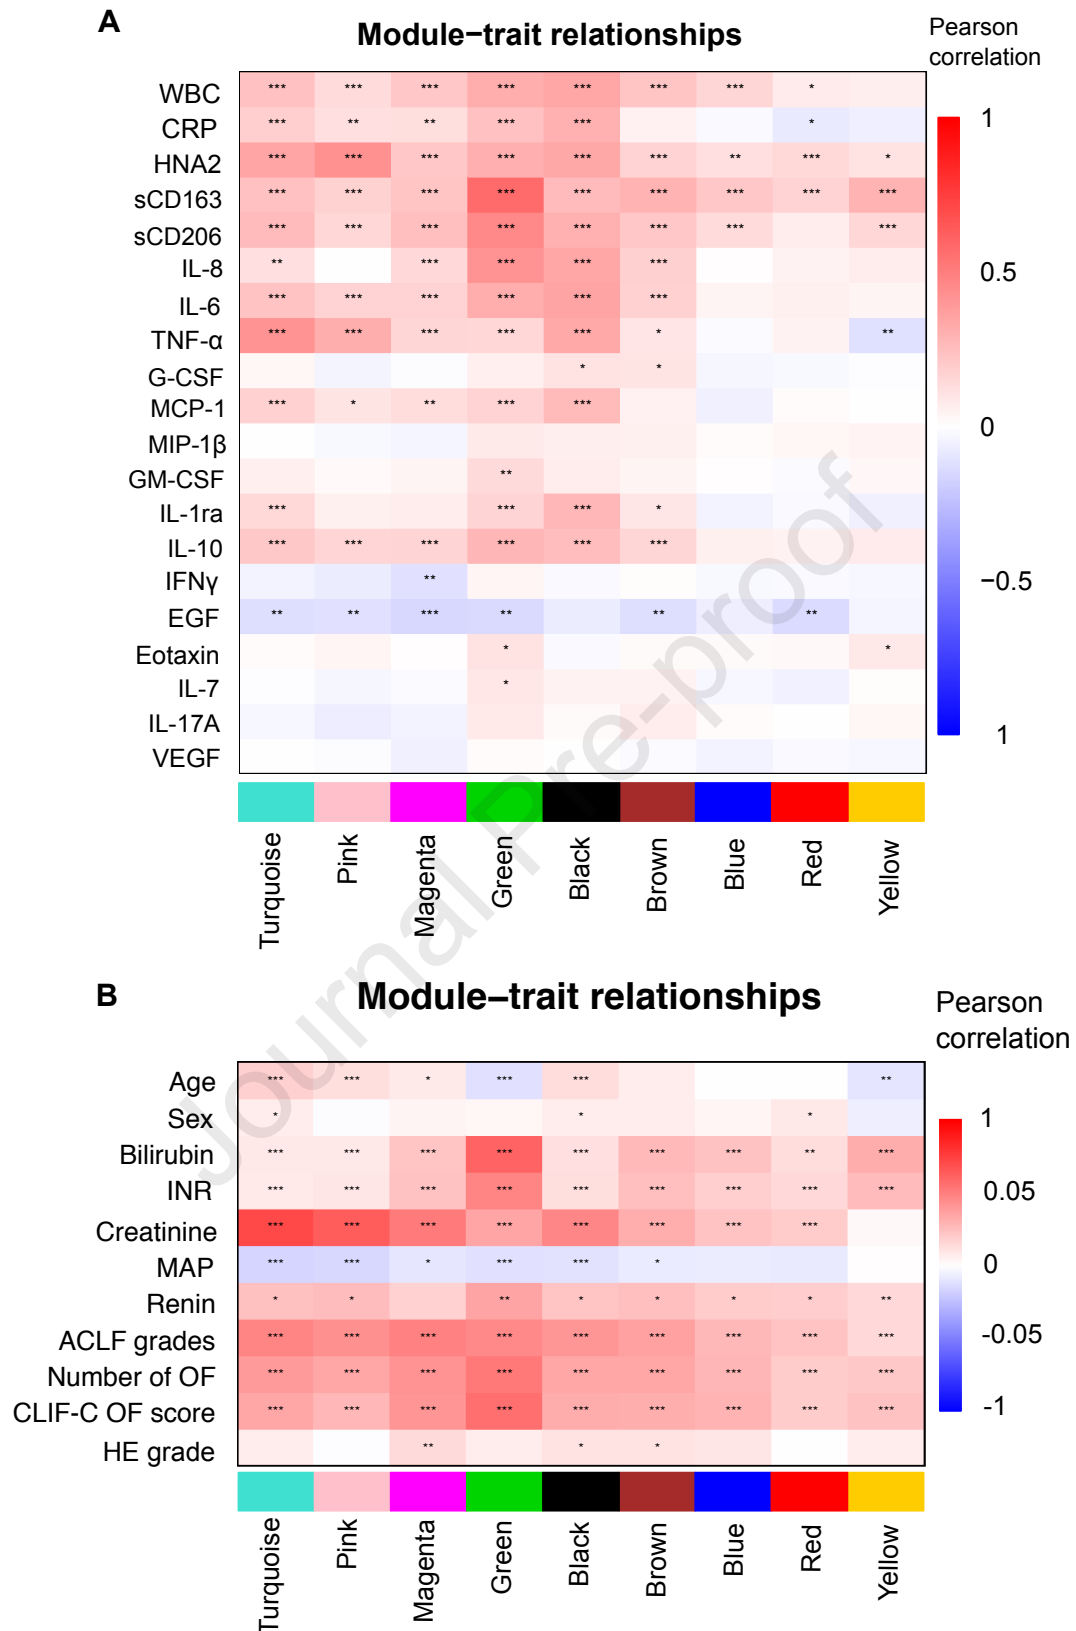 A
Module−trait relationships
Pearson
correlation
WBC *** *** *** *** *** *** *** *
CRP *** ** ** *** *** *
HNA2 *** *** *** *** *** *** ** *** *
sCD163 *** *** *** *** *** *** *** *** ***
sCD206 *** *** *** *** *** *** *** ***
IL-8 ** *** *** *** ***
IL-6 *** *** *** *** *** ***
TNF-α *** *** *** *** *** * **
G-CSF * *
MCP-1 *** * ** *** ***
MIP-1β
GM-CSF **
IL-1ra *** *** *** *
IL-10 *** *** *** *** *** ***
IFNγ **
EGF ** ** *** ** ** **
Eotaxin * *
IL-7 *
IL-17A
VEGF
1
0.5
0
−0.5
1
Turquoise
Pink
Magenta
Green
Black
Brown
Blue
Red
Yellow
Journal Pre-proof
B
Module–trait relationships
Pearson
correlation
Age *** *** * *** *** **
Sex * * *
Bilirubin *** *** *** *** *** *** *** ** ***
INR *** *** *** *** *** *** *** *** ***
Creatinine *** *** *** *** *** *** *** ***
MAP *** *** * *** *** *
Renin * * ** * * * * **
ACLF grades *** *** *** *** *** *** *** *** ***
Number of OF *** *** *** *** *** *** *** *** ***
CLIF-C OF score *** *** *** *** *** *** *** *** ***
HE grade ** * *
1
0.05
0
-0.05
-1
Turquoise
Pink
Magenta
Green
Black
Brown
Blue
Red
Yellow